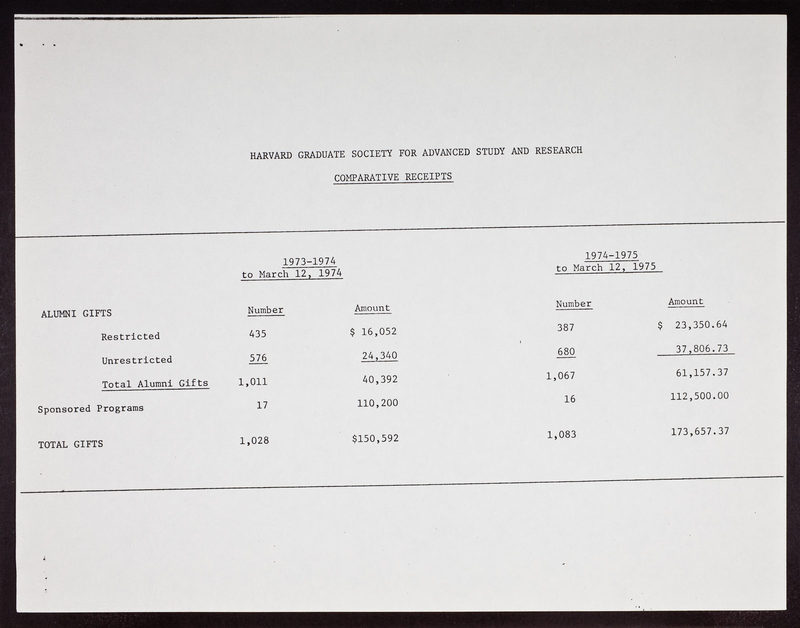 HARVARD GRADUATE SOCIETY FOR ADVANCED STUDY AND RESEARCH
COMPARATIVE RECEIPTS
1973-1974 1974-1975
to March 12, 1974 to March 12, 1975
ALUMNI GIFTS Number Amount Number Amount
Restricted 435 $ 16,052 387 $ 23,350.64
Unrestricted 576 24,340 680 37,806.73
Total Alumni Gifts 1,011 40,392 1,067 61,157.37
Sponsored Programs 17 110,200 16 112,500.00
TOTAL GIFTS 1,028 $150,592 1,083 173,657.37